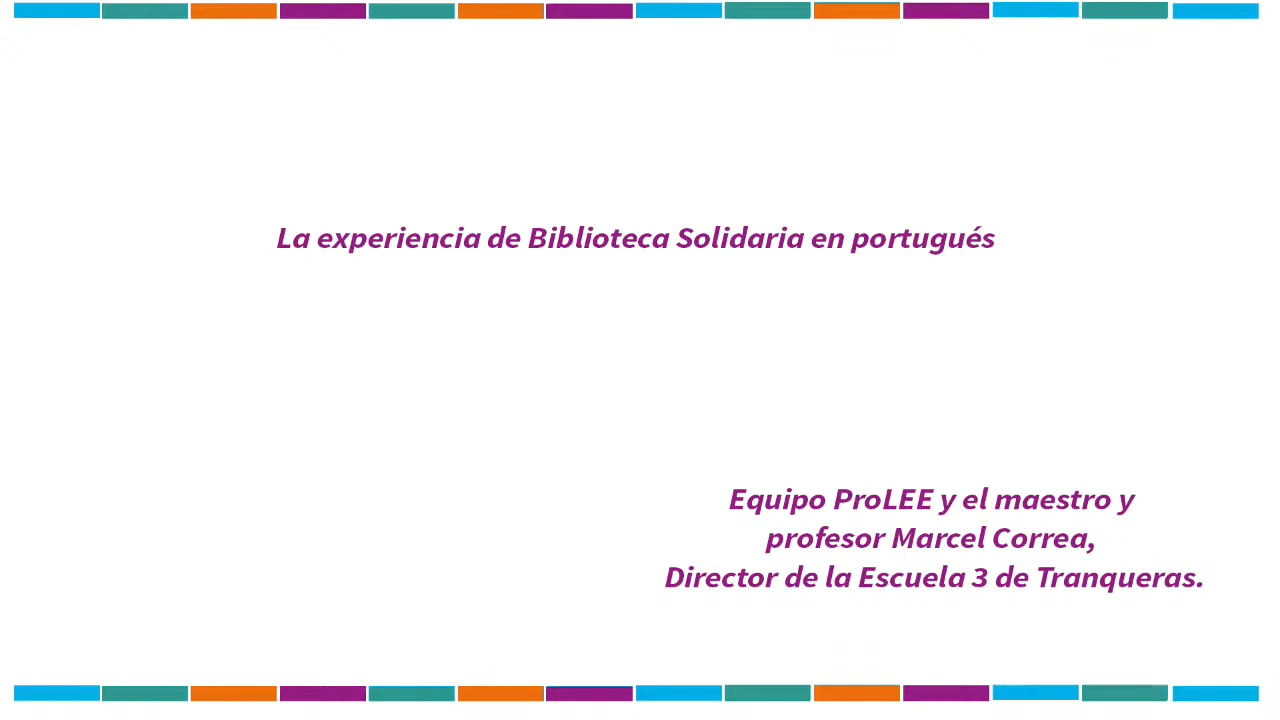 La experiencia de Biblioteca Solidaria en portugués
Equipo ProLEE y el maestro y
profesor Marcel Correa,
Director de la Escuela 3 de Tranqueras.